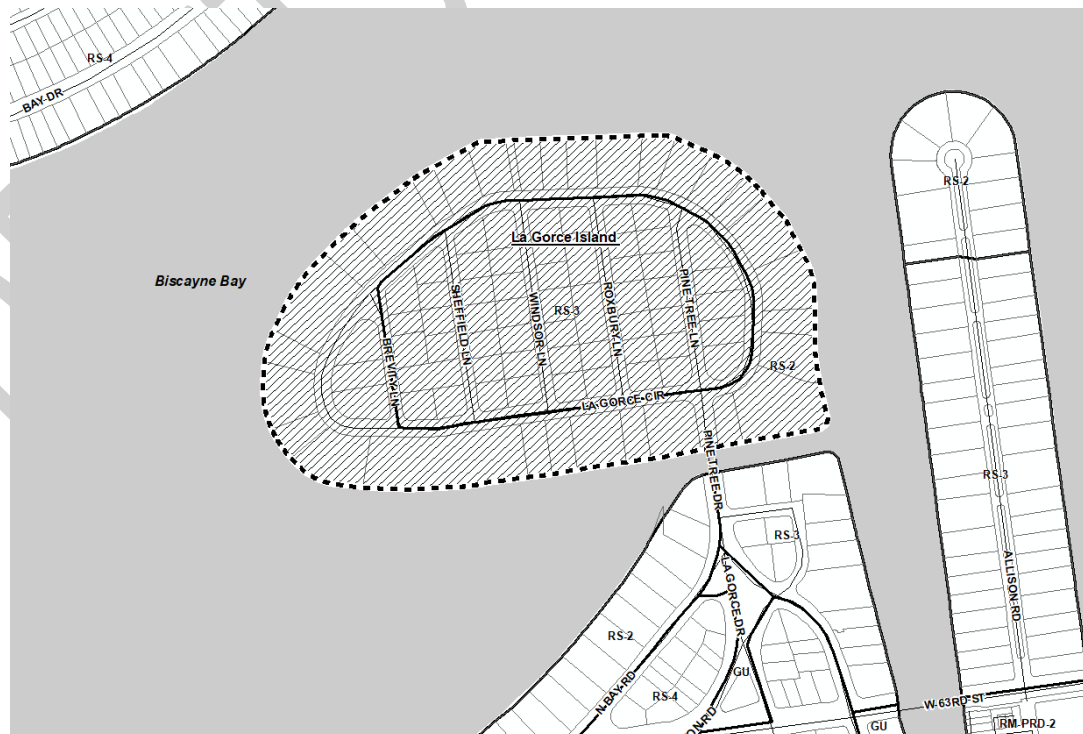 RS-4
BAY DR
RS-2
La Gorce Island
Biscayne Bay
SHEFFIELD LN
WINDSOR LN
ROXBURY LN
PINE TREE LN
RS-3
BREVITY LN
RS-2
LA GORCE CIR
PINE TREE DR
RS-3
RS-3
LA GORCE DR
ALLISON RD
RS-2
N BAY RD
GU
RS-4
ON RD
W 63RD ST
GU
RM-PRD-2